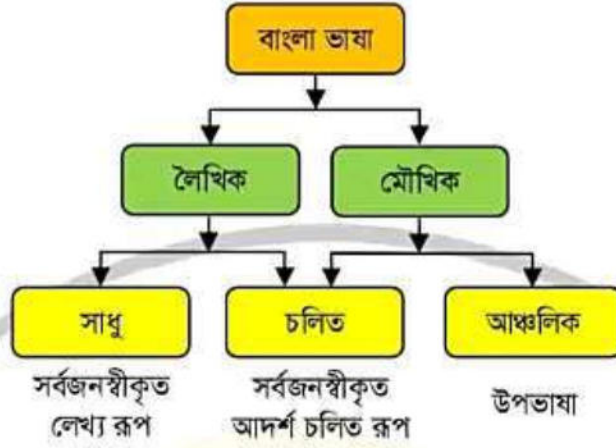 বাংলা ভাষা
লৈখিক
মৌখিক
সাধু
চলিত
আঞ্চলিক
সর্বজনস্বীকৃত
লেখ্য রূপ
সর্বজনস্বীকৃত
আদর্শ চলিত রূপ
উপভাষা